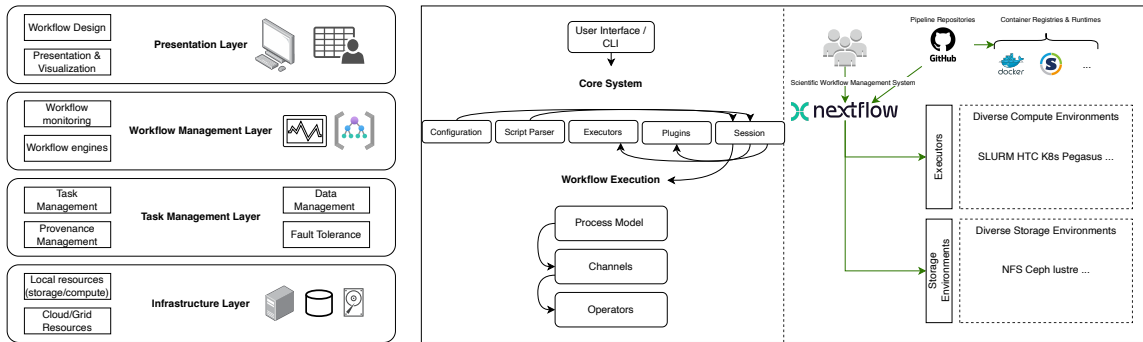 Workflow Design
Presentation &
Visualization
Presentation Layer
Workflow
monitoring
Workflow engines
Workflow Management Layer
Task
Management
Provenance
Management
Task Management Layer
Data
Management
Fault Tolerance
Local resources
(storage/compute)
Cloud/Grid
Resources
Infrastructure Layer
User Interface /
CLI
Core System
Configuration
Script Parser
Executors
Plugins
Session
Workflow Execution
Process Model
Channels
Operators
Pipeline Repositories
GitHub
Container Registries & Runtimes
docker
S
...
Scientific Workflow Management System
nextflow
Executors
Diverse Compute Environments
SLURM HTC K8s Pegasus ...
Storage
Environments
Diverse Storage Environments
NFS Ceph lustre ...